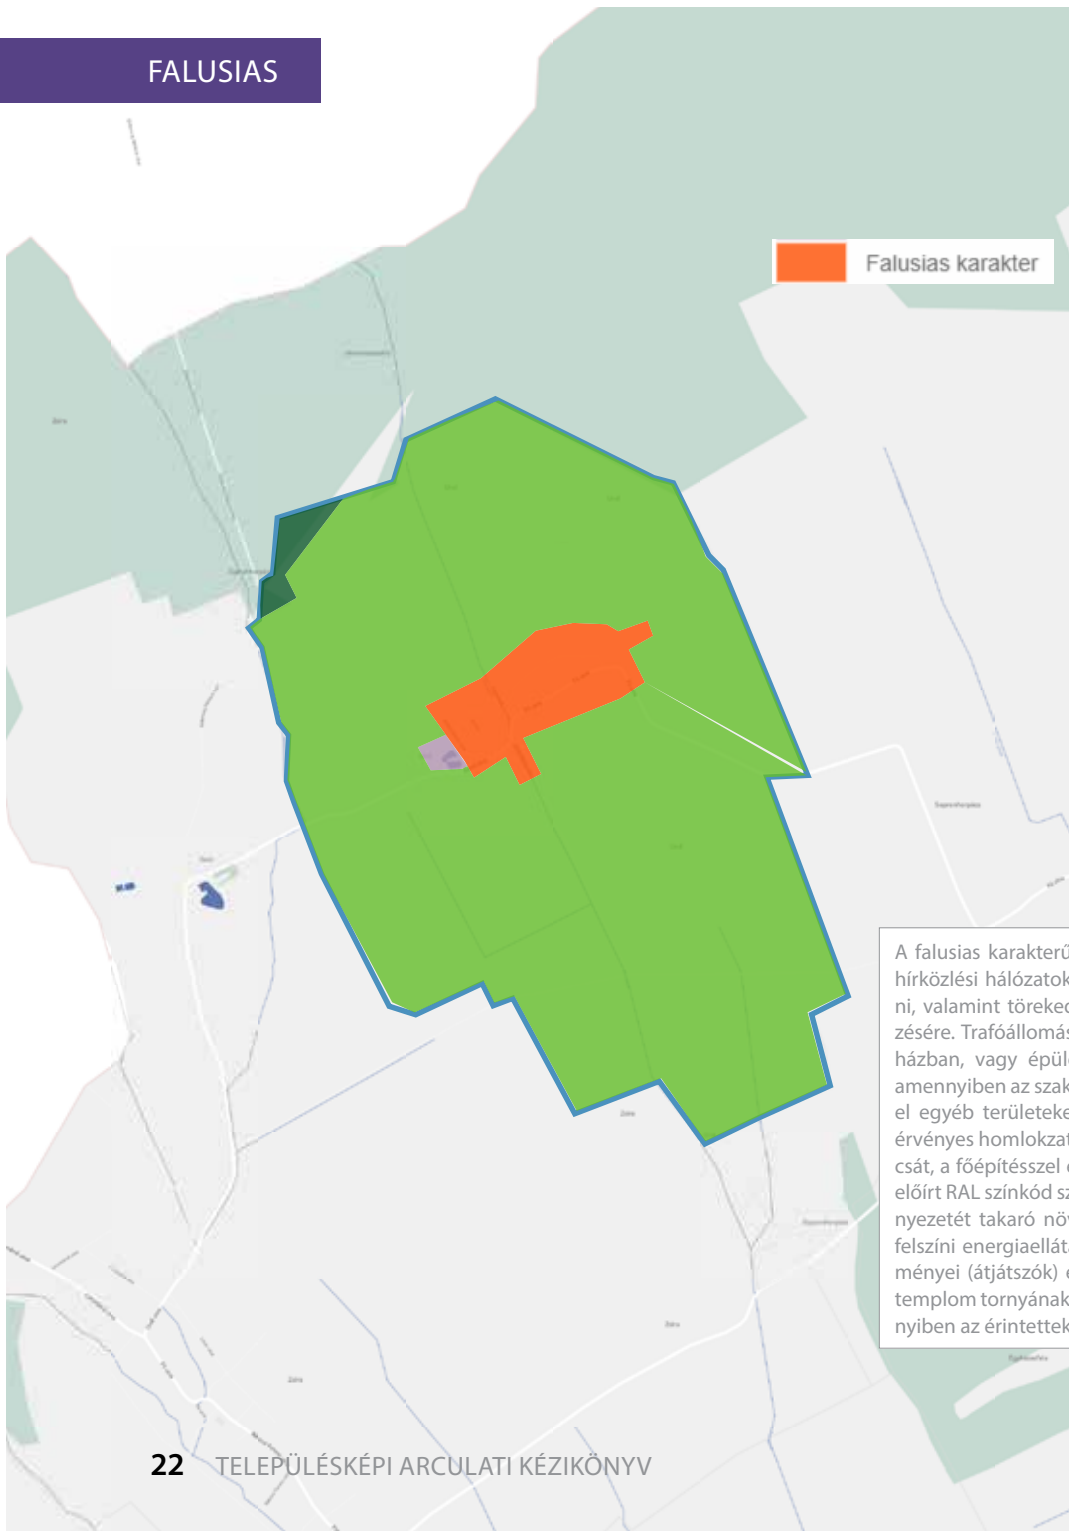 FALUSIAS
Falusias karakter
A falusias karakterű
hírközlési hálózatok
ni, valamint töreked
zésére. Trafóállomás
házban, vagy épül
amennyiben az szak
el egyéb területeke
érvényes homlokzat
csát, a főépítésszel
előírt RAL színkód sz
nyezetét takaró növ
felszíni energiaellát
ményei (átjátszók) e
templom tornyának
nyiben az érintettek
22 TELEPÜLÉSKÉPI ARCULATI KÉZIKÖNYV